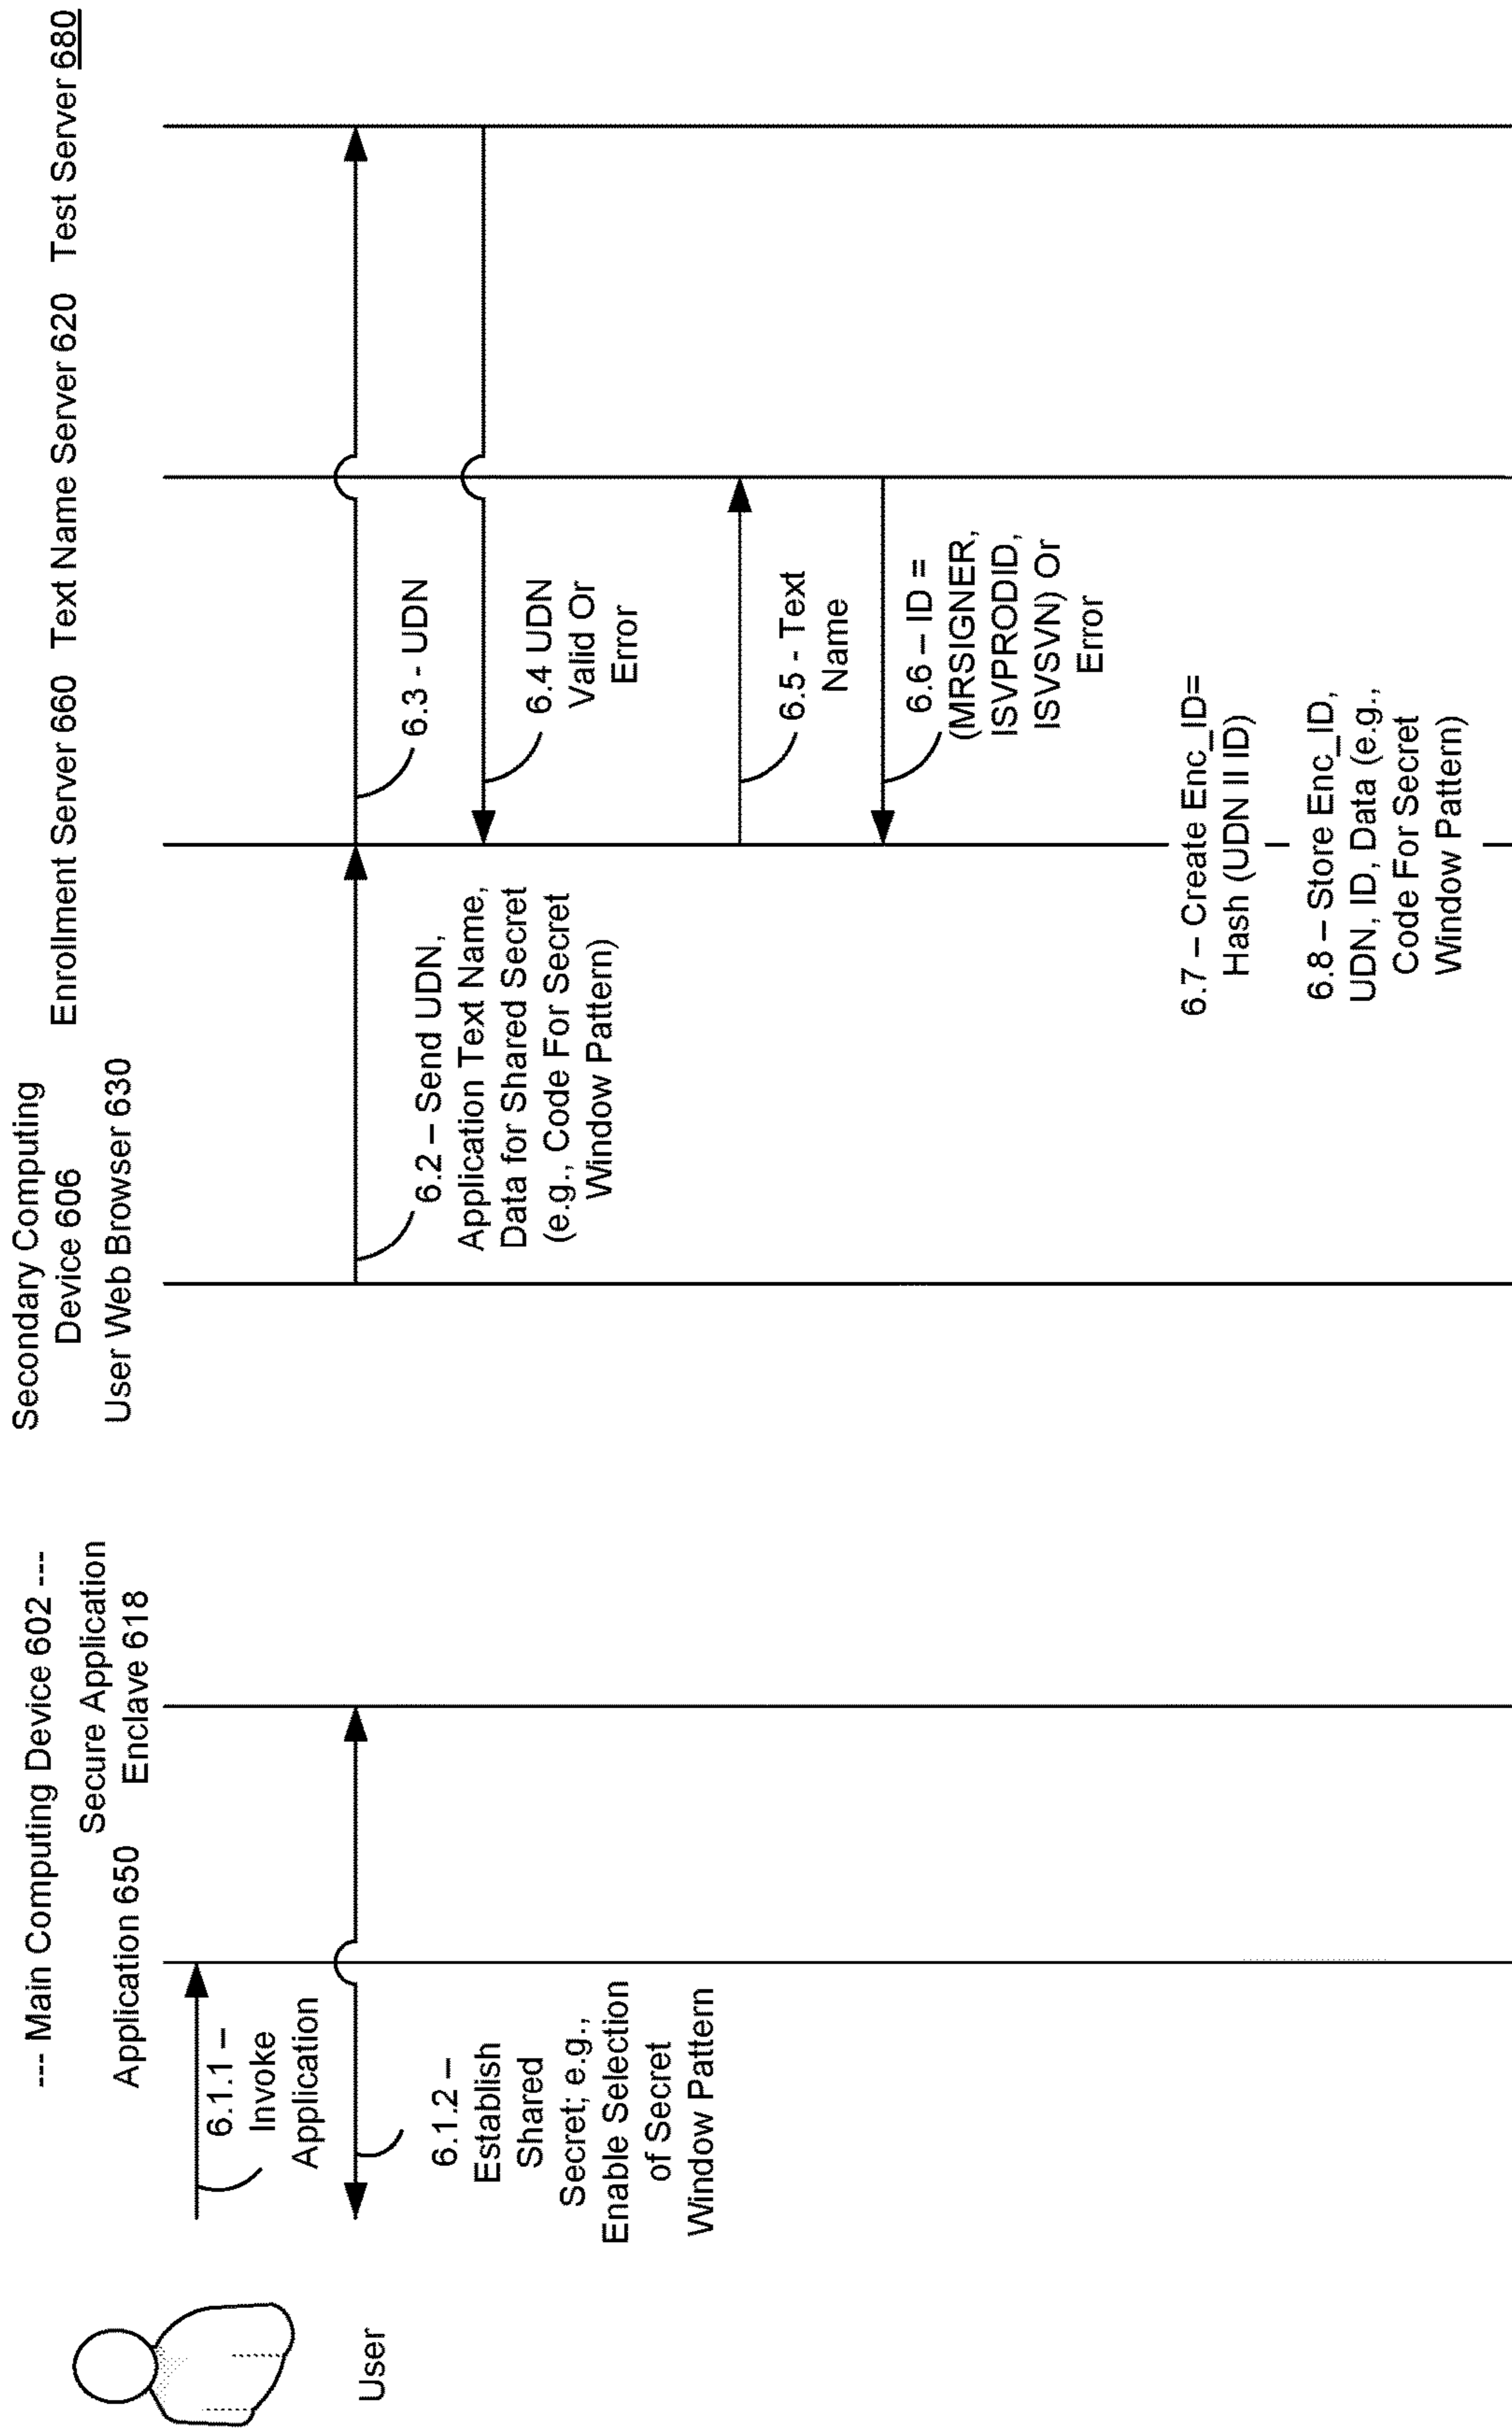 --- Main Computing Device 602 ---
Application 650
Secure Application
Enclave 618
Secondary Computing
Device 606
User Web Browser 630
Enrollment Server 660
Text Name Server 620
Test Server 680
User
6.1.1 –
Invoke
Application
6.1.2 –
Establish
Shared
Secret; e.g.,
Enable Selection
of Secret
Window Pattern
6.2 – Send UDN,
Application Text Name,
Data for Shared Secret
(e.g., Code For Secret
Window Pattern)
6.3 - UDN
6.4 UDN
Valid Or
Error
6.5 - Text
Name
6.6 – ID =
(MRSIGNER,
ISVPRODID,
ISVSVN) Or
Error
6.7 – Create Enc_ID=
Hash (UDN II ID)
6.8 – Store Enc_ID,
UDN, ID, Data (e.g.,
Code For Secret
Window Pattern)